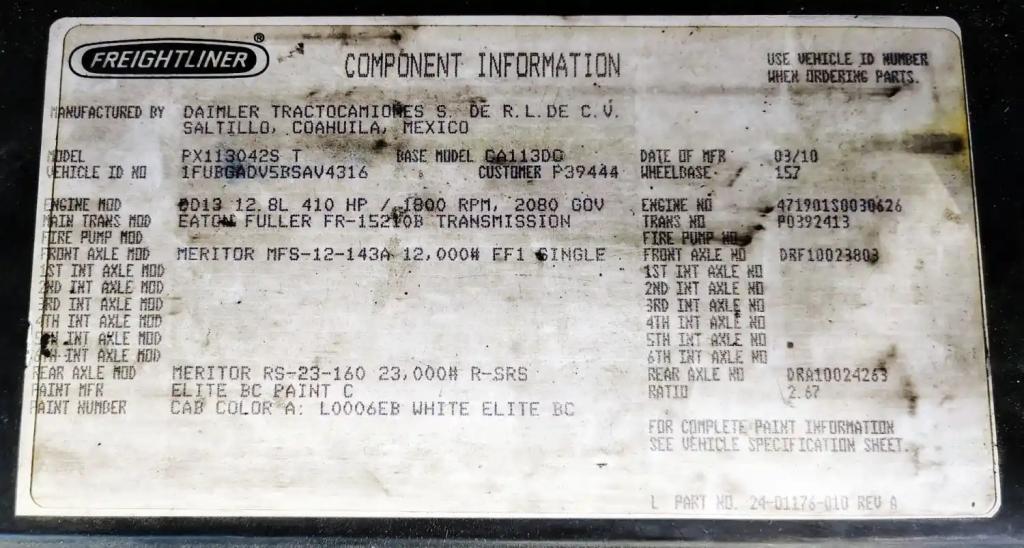 FREIGHTLINER®
COMPONENT INFORMATION
USE VEHICLE ID NUMBER
WHEN ORDERING PARTS.
MANUFACTURED BY DAIMLER TRACTOCAMIONES S. DE R.L.DE C.V.
SALTILLO, COAHUILA, MEXICO
MODEL PX113042S T BASE MODEL CA113DC DATE OF MFR 03/10
VEHICLE ID NO 1FUBGADV5BSAV4316 CUSTOMER P39444 WHEELBASE 157
ENGINE MOD DD13 12.8L 410 HP / 1800 RPM, 2080 GOV ENGINE NO 471901S0030626
MAIN TRANS MOD EATON FULLER FR-15210B TRANSMISSION TRANS NO P0392413
FIRE PUMP MOD FIRE PUMP NO
FRONT AXLE MOD MERITOR MFS-12-143A 12,000# FF1 SINGLE FRONT AXLE NO DRF10023803
1ST INT AXLE MOD 1ST INT AXLE NO
2ND INT AXLE MOD 2ND INT AXLE NO
3RD INT AXLE MOD 3RD INT AXLE NO
4TH INT AXLE MOD 4TH INT AXLE NO
5TH INT AXLE MOD 5TH INT AXLE NO
6TH INT AXLE MOD 6TH INT AXLE NO
REAR AXLE MOD MERITOR RS-23-160 23,000# R-SRS REAR AXLE NO DRA10024263
PAINT MFR ELITE BC PAINT C RATIO 2.67
PAINT NUMBER CAB COLOR A: L0006EB WHITE ELITE BC
FOR COMPLETE PAINT INFORMATION
SEE VEHICLE SPECIFICATION SHEET.
L PART NO. 24-01176-010 REV A